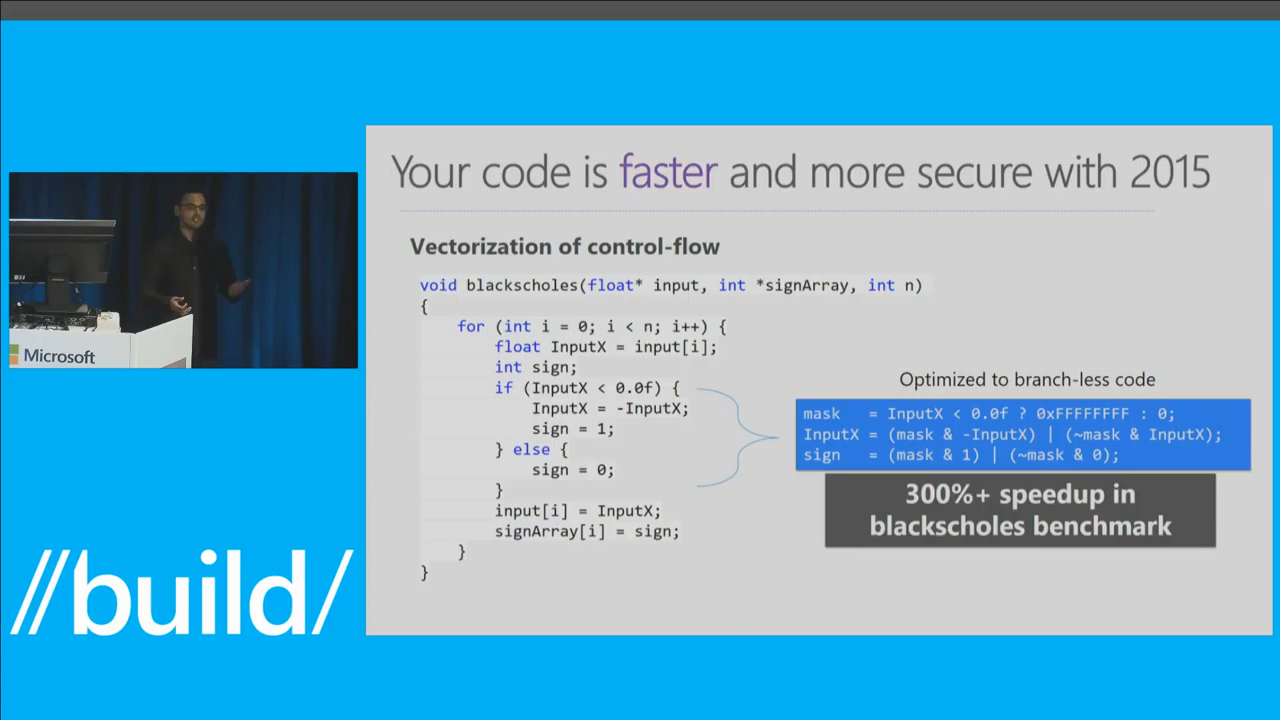 Your code is faster and more secure with 2015
Vectorization of control-flow
void blackscholes(float* input, int *signArray, int n)
{
for (int i = 0; i < n; i++) {
float InputX = input[i];
int sign;
if (InputX < 0.0f) {
InputX = -InputX;
sign = 1;
} else {
sign = 0;
}
input[i] = InputX;
signArray[i] = sign;
}
}
Optimized to branch-less code
mask = InputX < 0.0f ? 0xFFFFFFFF : 0;
InputX = (mask & -InputX) | (~mask & InputX);
sign = (mask & 1) | (~mask & 0);
300%+ speedup in
blackscholes benchmark
Microsoft
//build/